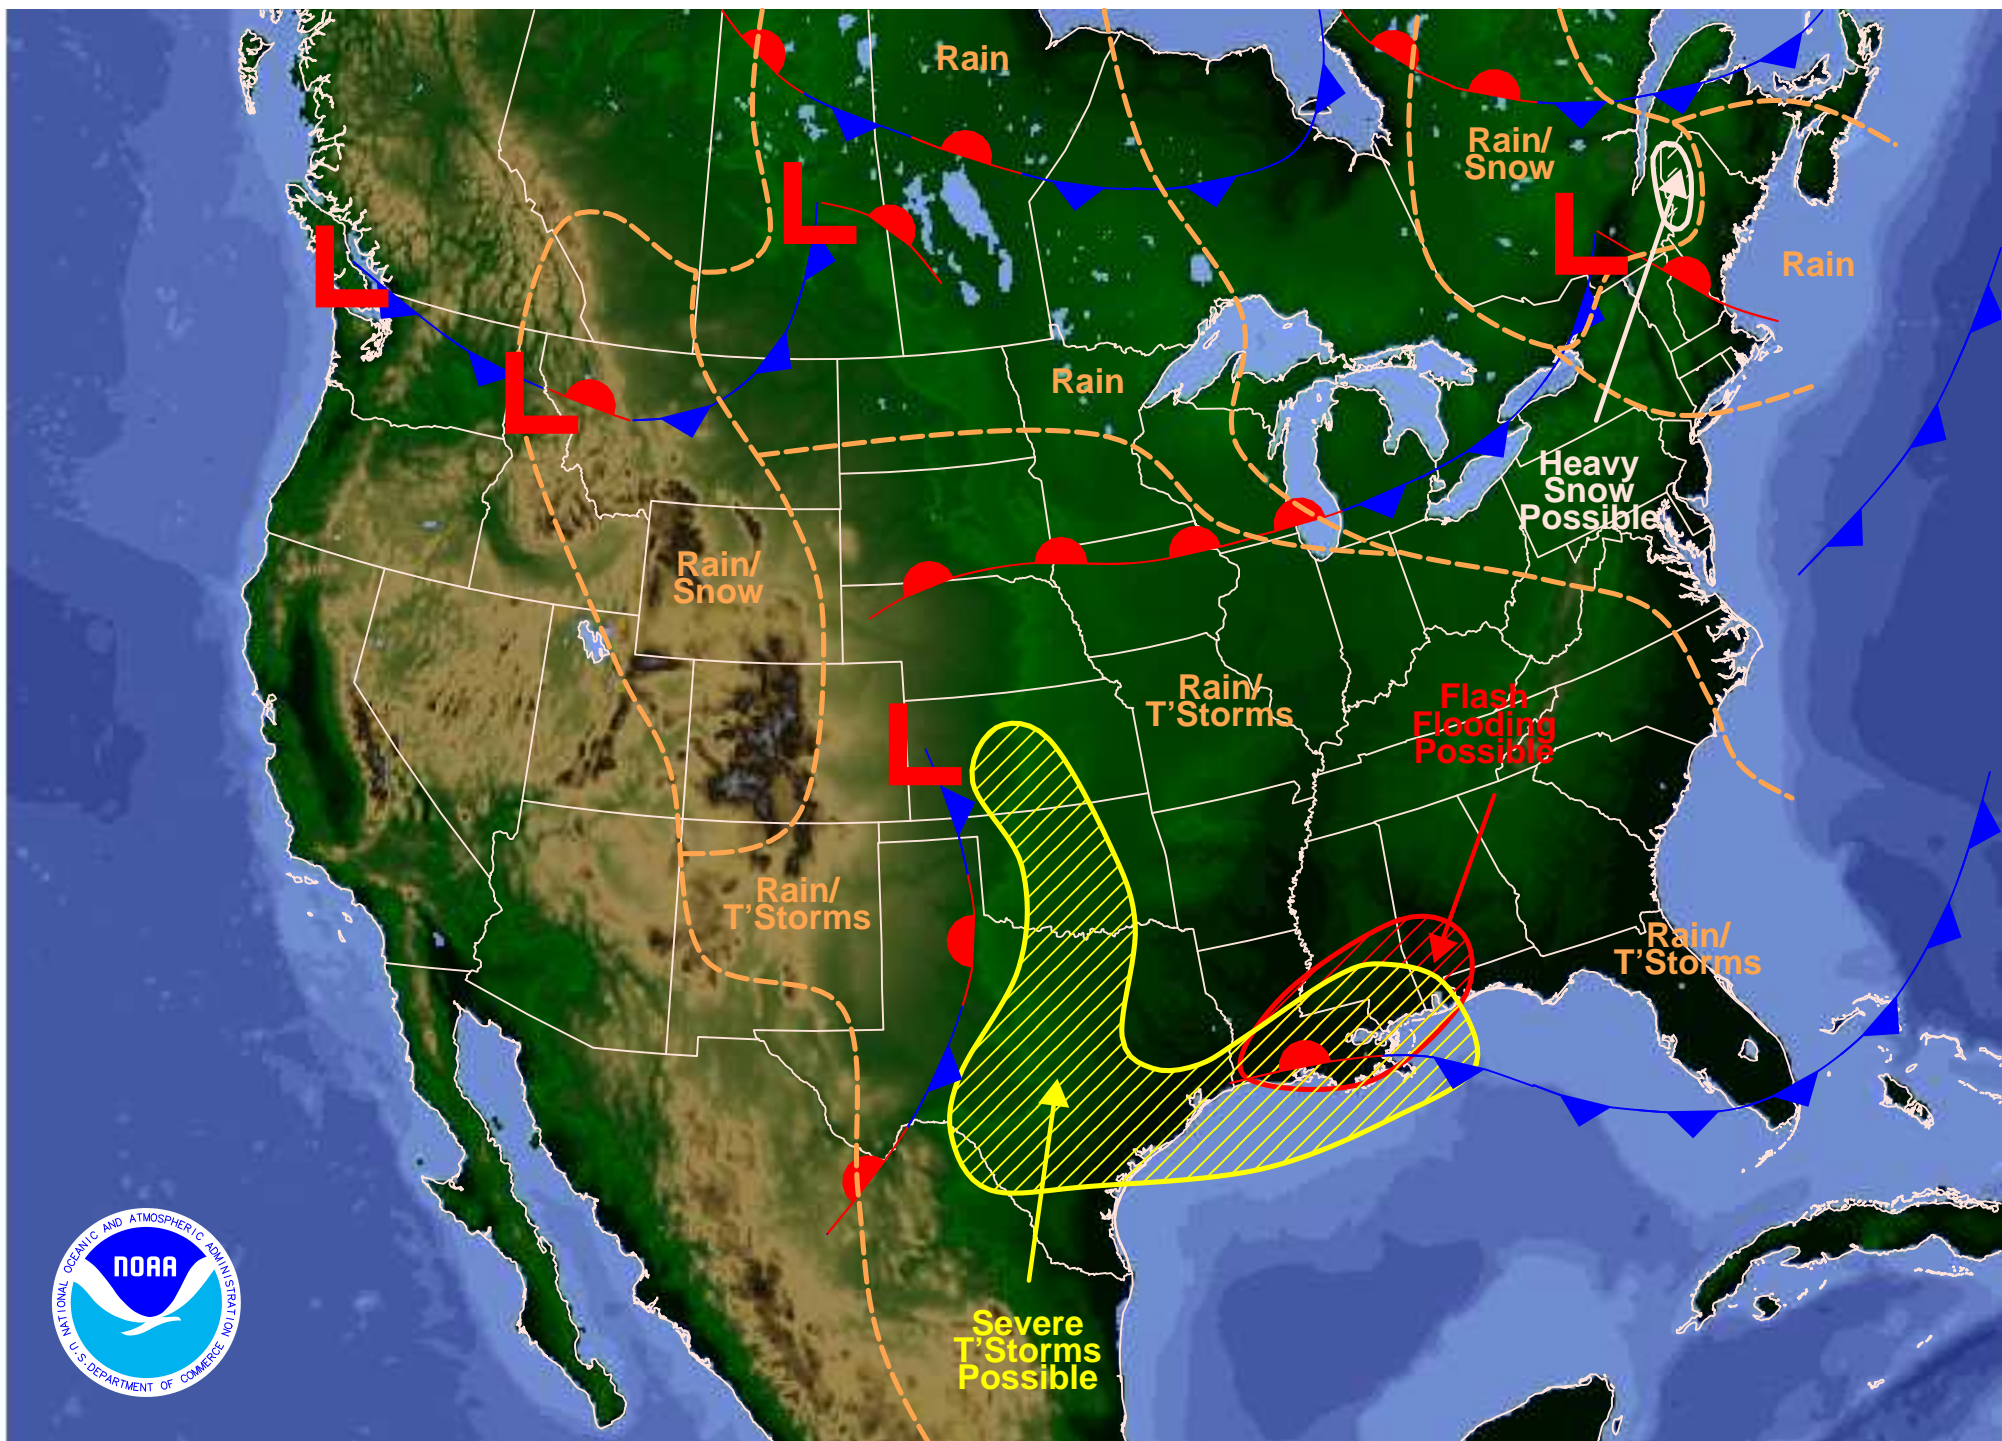 Rain
Rain/
Snow
L
L
L
Rain
L
Rain
Heavy
Snow
Possible
Rain/
Snow
Rain/
T'Storms
Flash
Flooding
Possible
L
Rain/
T'Storms
Rain/
T'Storms
NATIONAL OCEANIC AND ATMOSPHERIC ADMINISTRATION
NOAA
U.S. DEPARTMENT OF COMMERCE
Severe
T'Storms
Possible